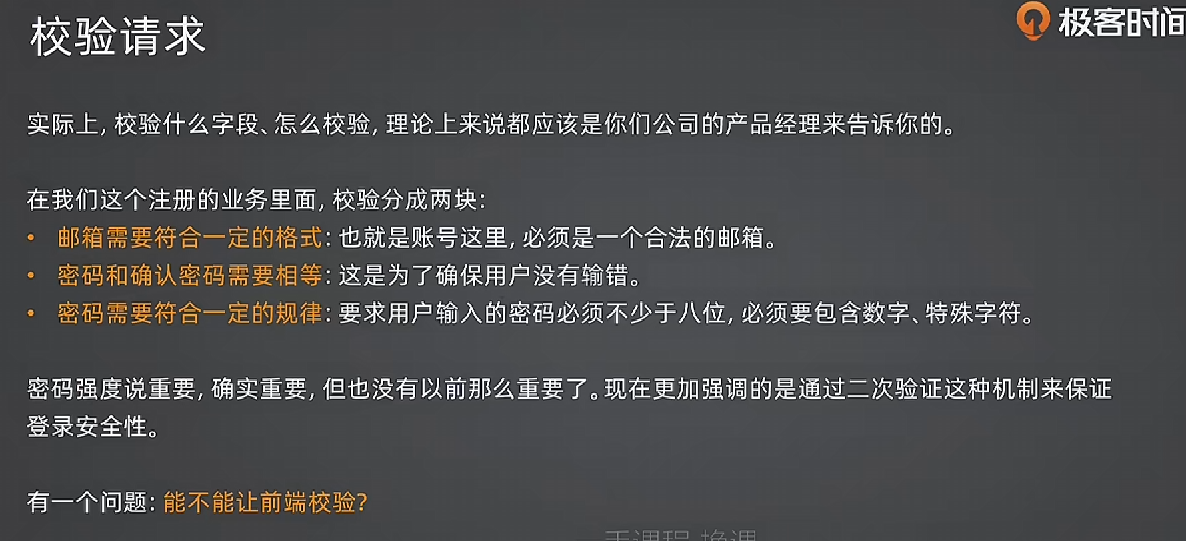 校验请求
极客时间
实际上，校验什么字段、怎么校验，理论上来说都应该是你们公司的产品经理来告诉你的。
在我们这个注册的业务里面，校验分成两块：
• 邮箱需要符合一定的格式：也就是账号这里，必须是一个合法的邮箱。
• 密码和确认密码需要相等：这是为了确保用户没有输错。
• 密码需要符合一定的规律：要求用户输入的密码必须不少于八位，必须要包含数字、特殊字符。
密码强度说重要，确实重要，但也没有以前那么重要了。现在更加强调的是通过二次验证这种机制来保证
登录安全性。
有一个问题：能不能让前端校验？